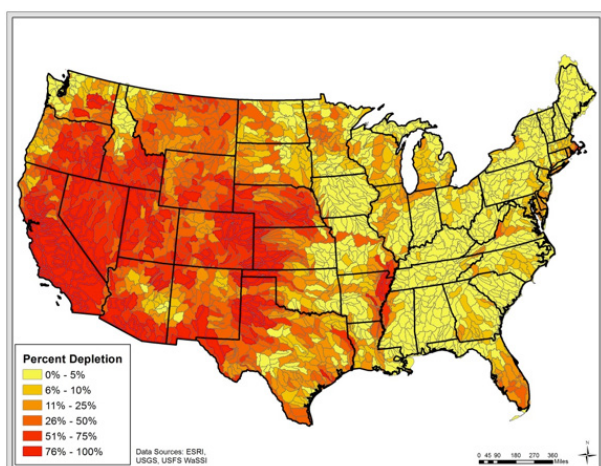 Percent Depletion
0% - 5%
6% - 10%
11% - 25%
26% - 50%
51% - 75%
76% - 100%
Data Sources: ESRI,
USGS, USFS WaSSI
0 45 90 180 270 360
Miles